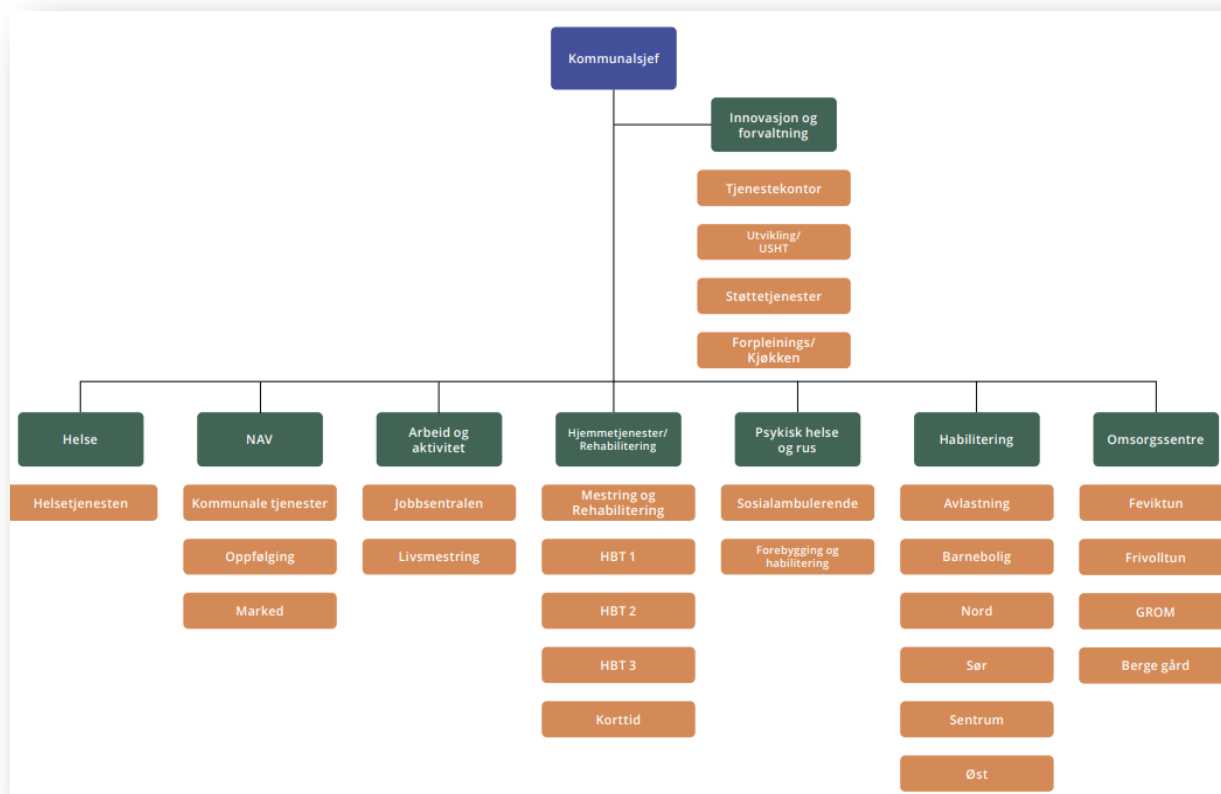 Kommunalsjef
Innovasjon og
forvaltning
Tjenestekontor
Utvikling/
USHT
Støttetjenester
Forpleinings/
Kjøkken
Helse
Helsetjenesten
NAV
Kommunale tjenester
Oppfølging
Marked
Arbeid og
aktivitet
Jobbsentralen
Livsmestring
Hjemmetjenester/
Rehabilitering
Mestring og
Rehabilitering
HBT 1
HBT 2
HBT 3
Korttid
Psykisk helse
og rus
Sosialambulerende
Forebygging og
habilitering
Habilitering
Avlastning
Barnebolig
Nord
Sør
Sentrum
Øst
Omsorgssentre
Feviktun
Frivolltun
GROM
Berge gård